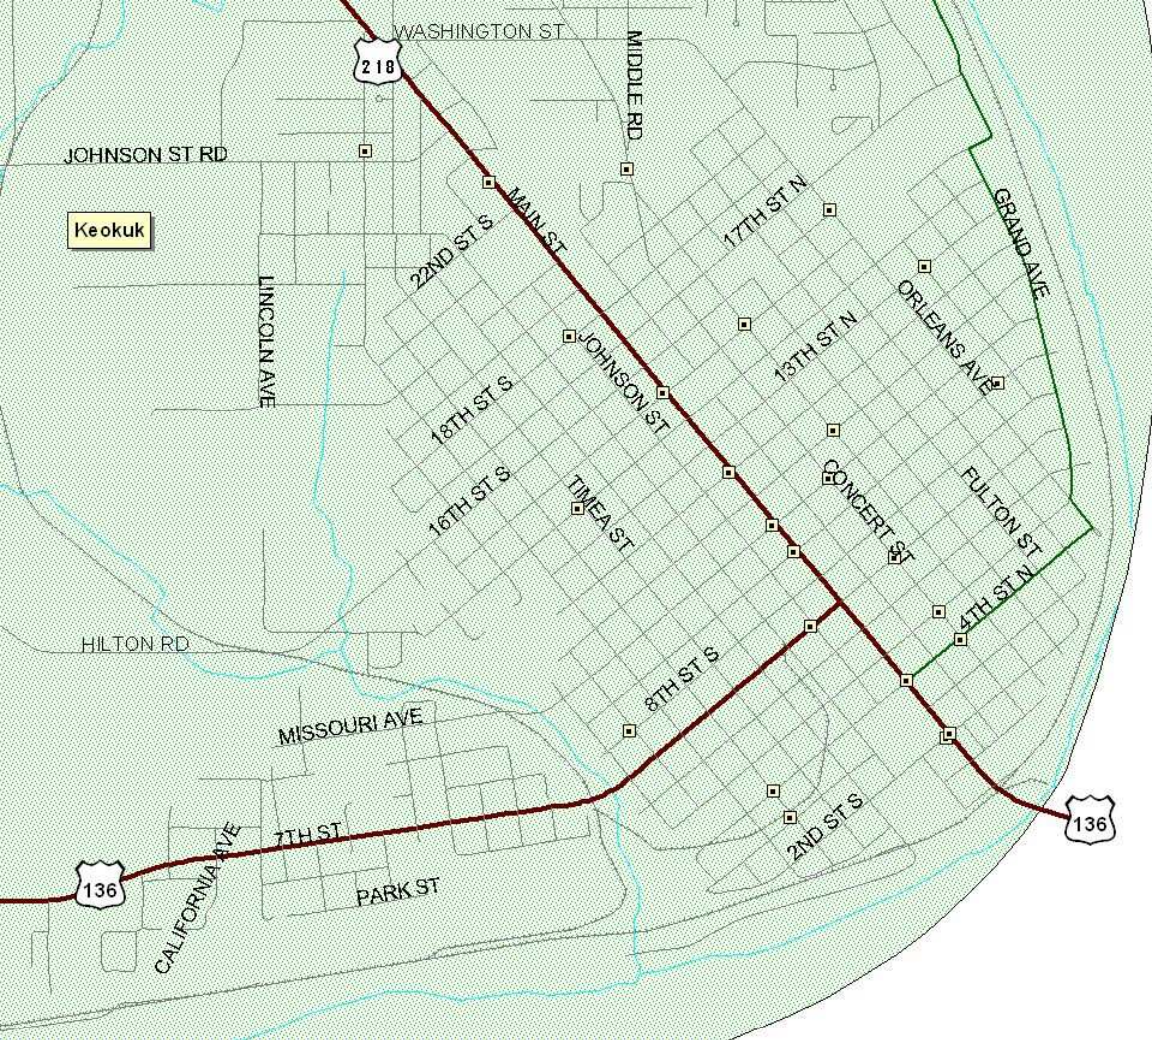 WASHINGTON ST
218
MIDDLE RD
JOHNSON ST RD
MAIN ST
17TH ST N
GRAND AVE
Keokuk
22ND ST S
LINCOLN AVE
ORLEANS AVE
13TH ST N
JOHNSON ST
18TH ST S
16TH ST S
TIMEA ST
CONCERT ST
FULTON ST
4TH ST N
HILTON RD
8TH ST S
MISSOURI AVE
2ND ST S
136
7TH ST
CALIFORNIA AVE
136
PARK ST